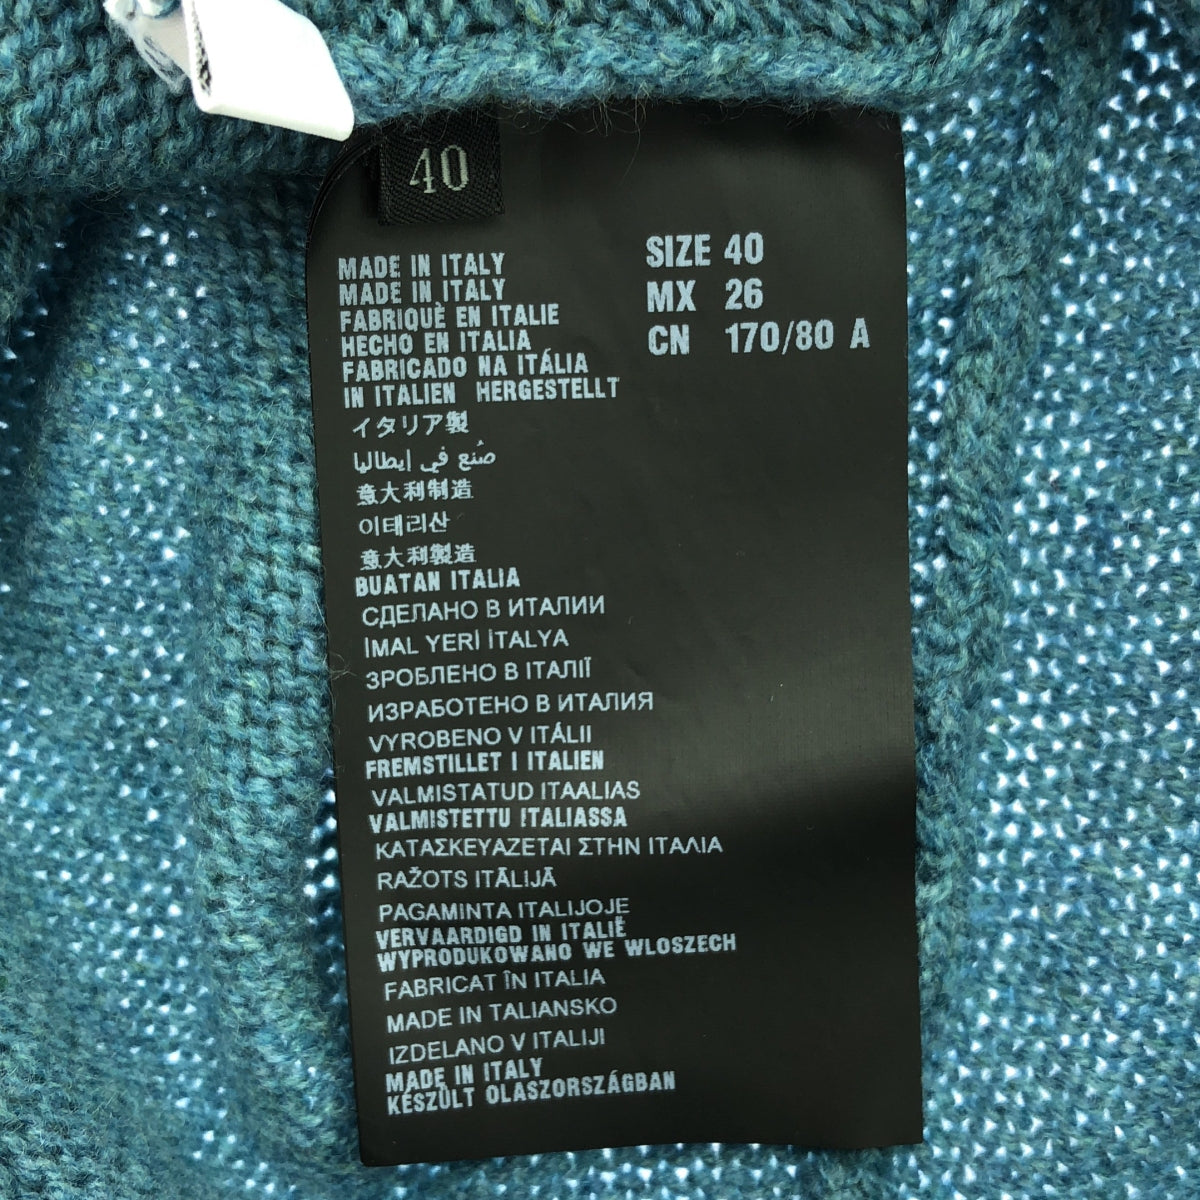 40
SIZE 40
MX 26
CN 170/80 A
MADE IN ITALY
MADE IN ITALY
FABRIQUÈ EN ITALIE
HECHO EN ITALIA
FABRICADO NA ITÁLIA
IN ITALIEN HERGESTELLT
イタリア製
صُنع في إيطاليا
意大利制造
이태리산
意大利製造
BUATAN ITALIA
СДЕЛАНО В ИТАЛИИ
İMAL YERİ İTALYA
ЗРОБЛЕНО В ІТАЛІЇ
ИЗРАБОТЕНО В ИТАЛИЯ
VYROBENO V ITÁLII
FREMSTILLET I ITALIEN
VALMISTATUD ITAALIAS
VALMISTETTU ITALIASSA
ΚΑΤΑΣΚΕΥΑΖΕΤΑΙ ΣΤΗΝ ΙΤΑΛΙΑ
RAŽOTS ITĀLIJĀ
PAGAMINTA ITALIJOJE
VERVAARDIGD IN ITALIË
WYPRODUKOWANO WE WLOSZECH
FABRICAT ÎN ITALIA
MADE IN TALIANSKO
IZDELANO V ITALIJI
MADE IN ITALY
KÉSZÜLT OLASZORSZÁGBAN